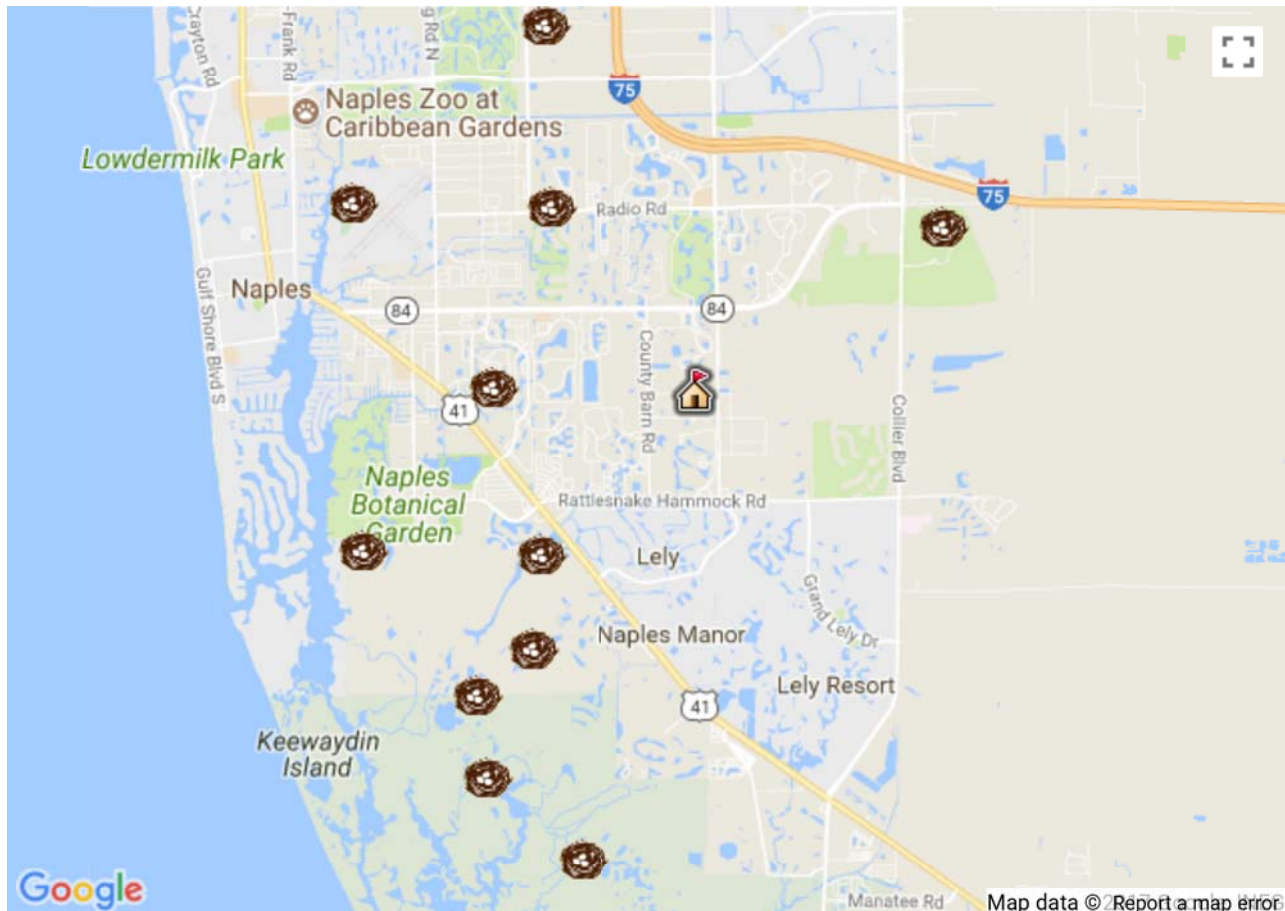 Crayton Rd
-Frank Rd
g Rd N
75
Naples Zoo at
Caribbean Gardens
Lowdermilk Park
75
Radio Rd
Gulf Shore Blvd S
Naples
84
84
County Barn Rd
41
Collier Blvd
Naples
Botanical
Garden
Rattlesnake Hammock Rd
Lely
Grand Lely Dr
Naples Manor
Lely Resort
41
Keewaydin
Island
Google
Manatee Rd
Map data © Report a map error